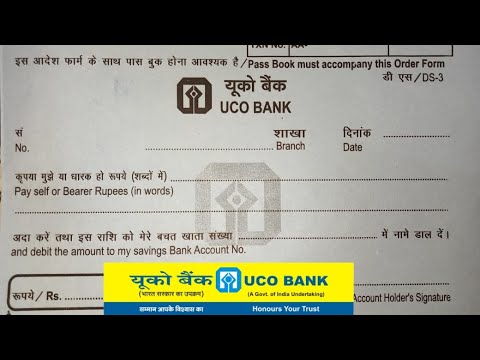 TXN NO. AA-
इस आदेश फार्म के साथ पास बुक होना आवश्यक है / Pass Book must accompany this Order Form
डी एस/DS-3
यूको बैंक
UCO BANK
सं शाखा दिनांक
No. Branch Date
कृपया मुझे या धारक हो रूपये (शब्दों में)
Pay self or Bearer Rupees (in words)
अदा करें तथा इस राशि को मेरे बचत खाता संख्या में नामे डाल दें।
and debit the amount to my savings Bank Account No.
यूको बैंक UCO BANK
(भारत सरकार का उपक्रम) (A Govt. of India Undertaking)
सम्मान आपके विश्वास का Honours Your Trust
रूपये/Rs.
Account Holder's Signature